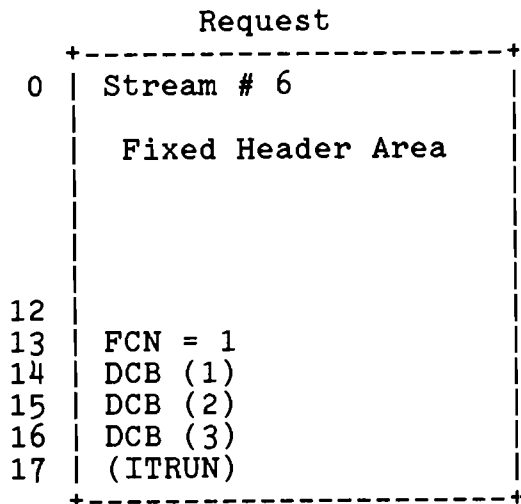 Request
0 Stream # 6
Fixed Header Area
12
13 FCN = 1
14 DCB (1)
15 DCB (2)
16 DCB (3)
17 (ITRUN)